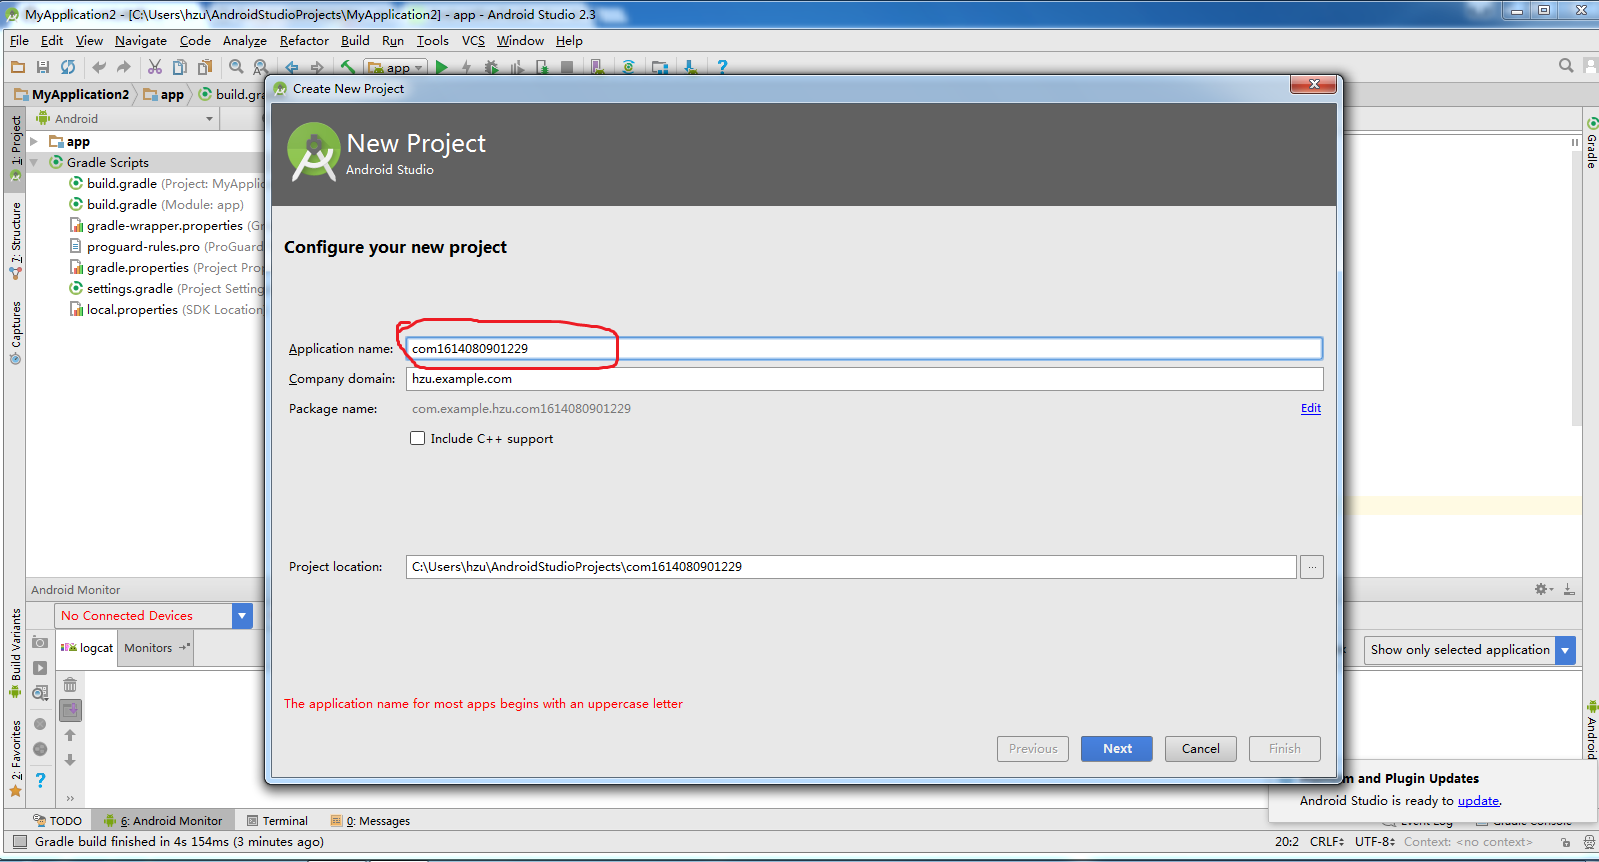 MyApplication2 - [C:\Users\hzu\AndroidStudioProjects\MyApplication2] - app - Android Studio 2.3
File Edit View Navigate Code Analyze Refactor Build Run Tools VCS Window Help
app
MyApplication2 app build.gra
Create New Project
New Project
Android Studio
1: Project
7: Structure
Captures
Build Variants
2: Favorites
Android
app
Gradle Scripts
build.gradle (Project: MyApplic
build.gradle (Module: app)
gradle-wrapper.properties (Gr
proguard-rules.pro (ProGuard
gradle.properties (Project Prop
settings.gradle (Project Setting
local.properties (SDK Location)
Configure your new project
Application name: com1614080901229
Company domain: hzu.example.com
Package name: com.example.hzu.com1614080901229 Edit
Include C++ support
Project location: C:\Users\hzu\AndroidStudioProjects\com1614080901229 ...
The application name for most apps begins with an uppercase letter
Previous Next Cancel Finish
Gradle
Android
Android Monitor
No Connected Devices
logcat Monitors
Show only selected application
m and Plugin Updates
Android Studio is ready to update.
TODO 6: Android Monitor Terminal 0: Messages Event Log Gradle Console
Gradle build finished in 4s 154ms (3 minutes ago) 20:2 CRLF UTF-8 Context: <no context>